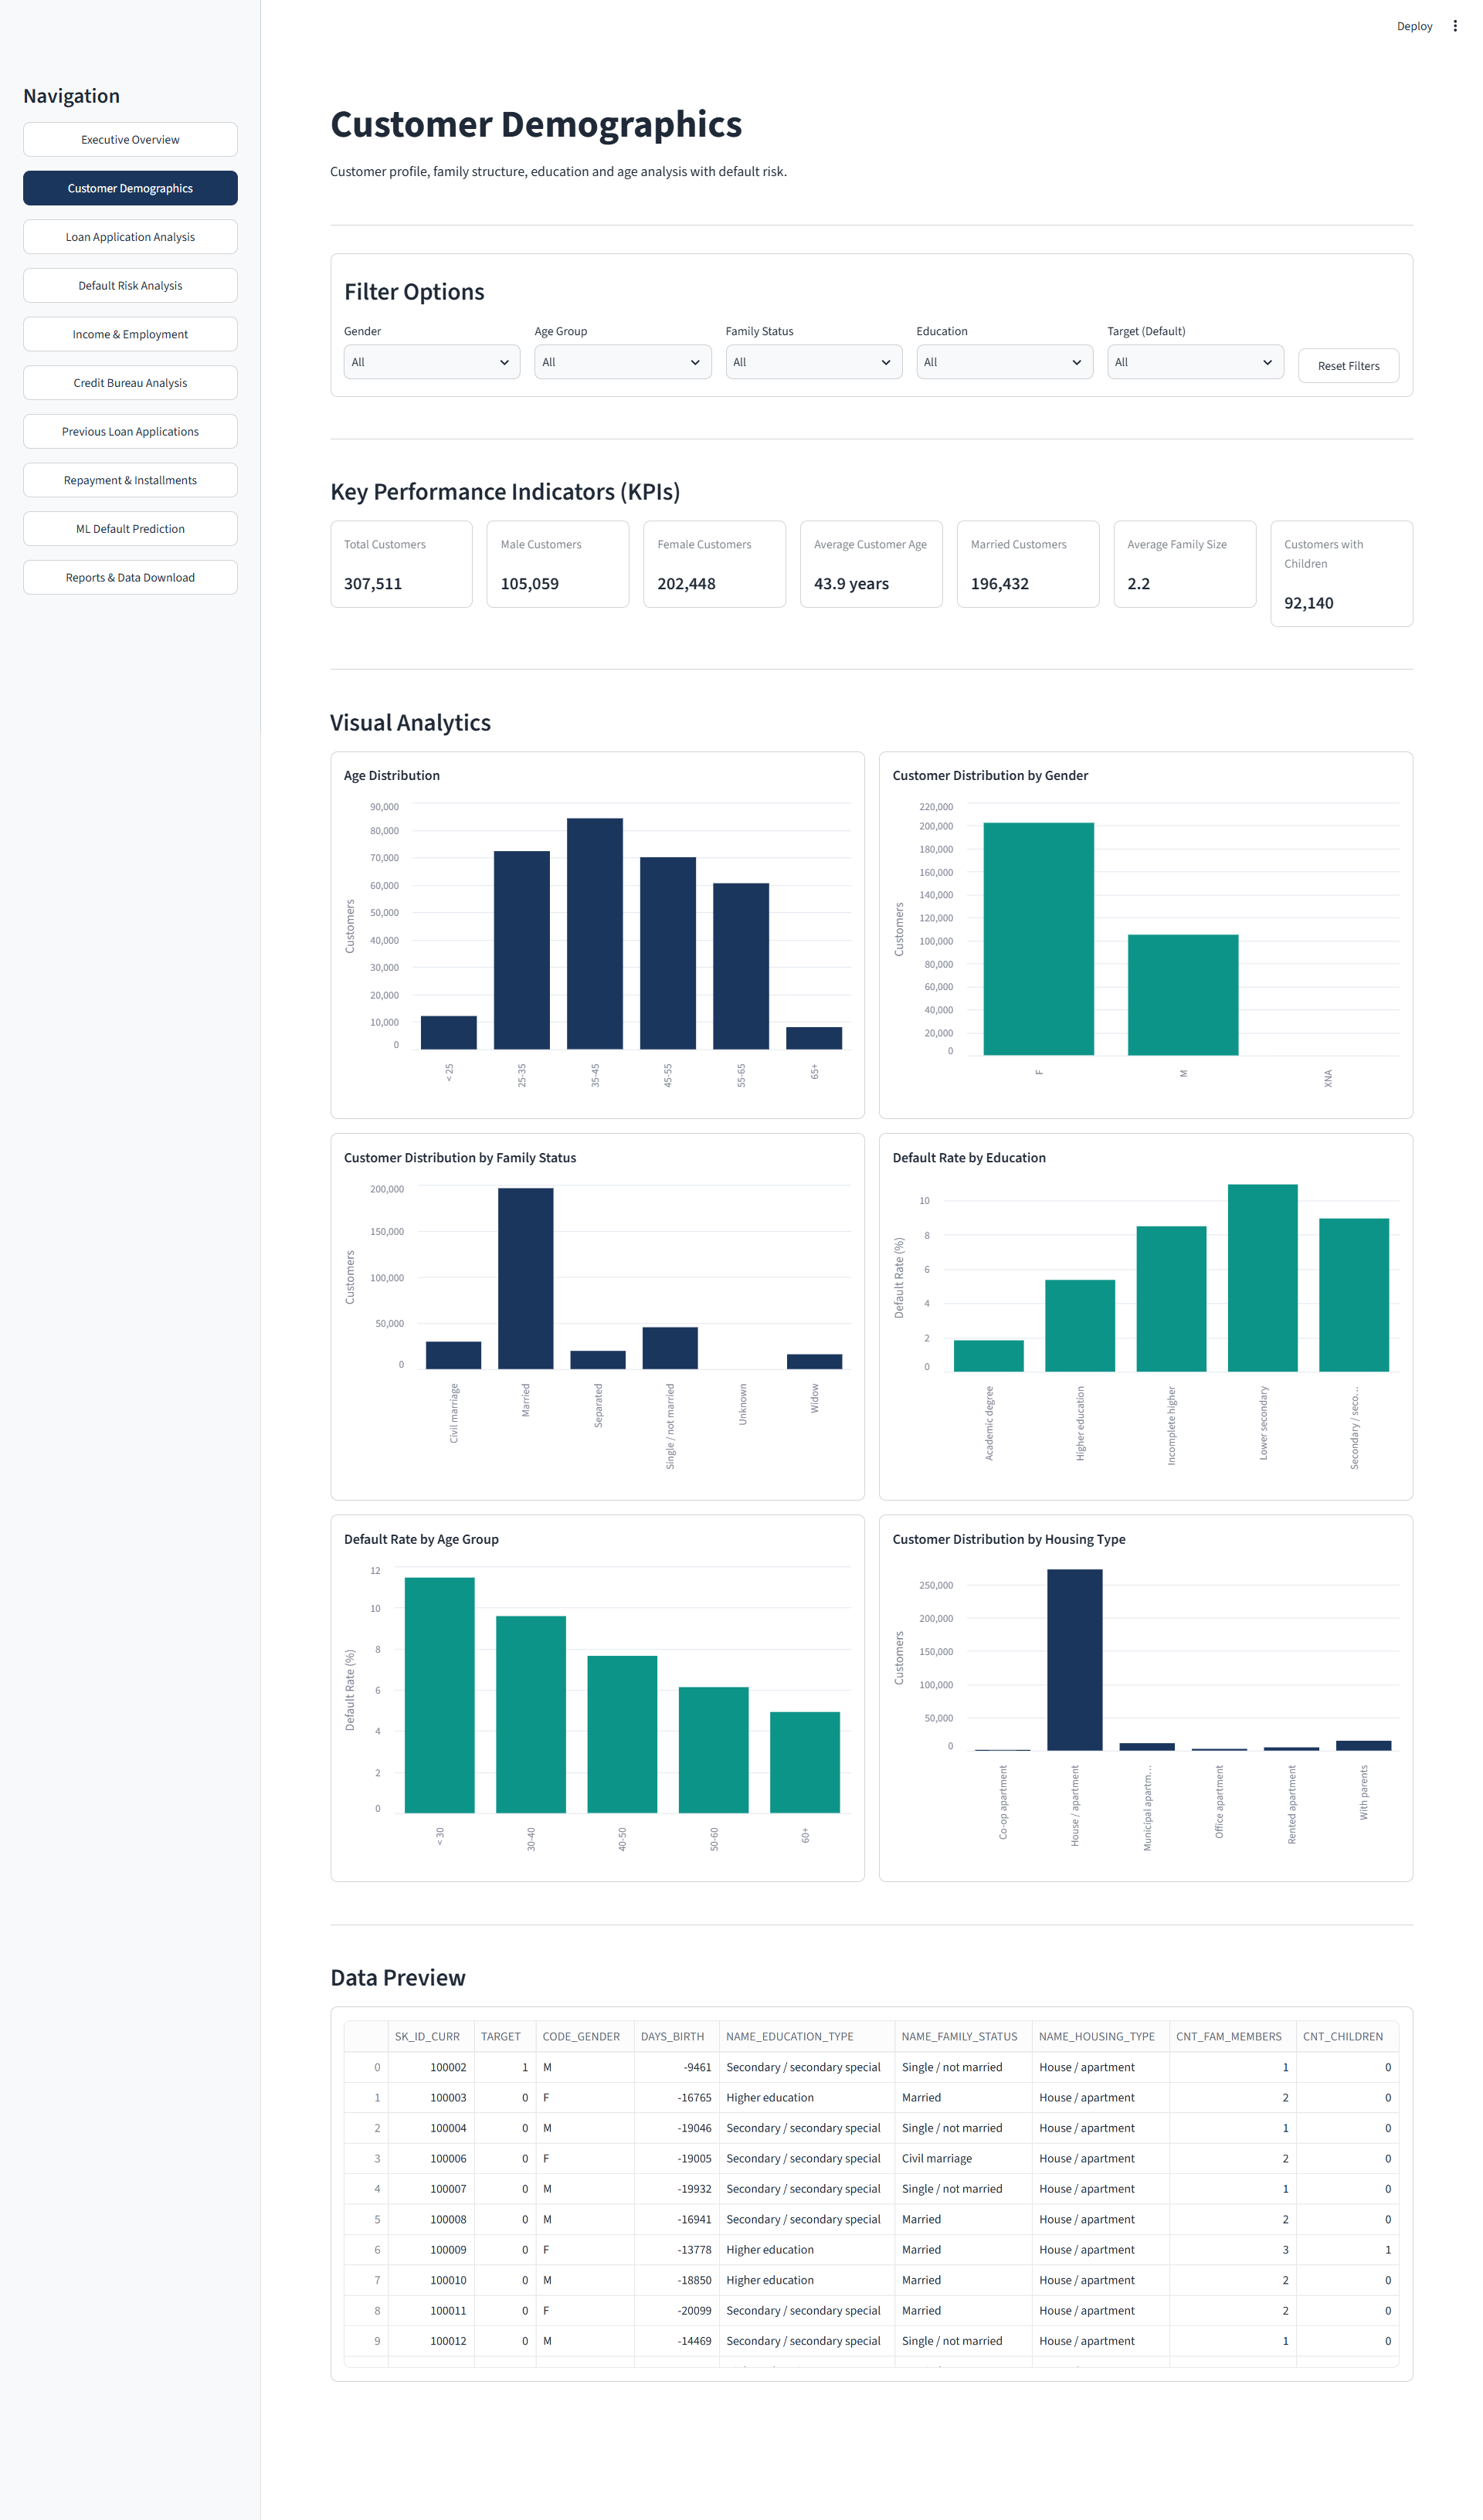 Deploy
Navigation
Executive Overview
Customer Demographics
Loan Application Analysis
Default Risk Analysis
Income & Employment
Credit Bureau Analysis
Previous Loan Applications
Repayment & Installments
ML Default Prediction
Reports & Data Download
Customer Demographics
Customer profile, family structure, education and age analysis with default risk.
Filter Options
Gender Age Group Family Status Education Target (Default)
All All All All All Reset Filters
Key Performance Indicators (KPIs)
Total Customers
307,511
Male Customers
105,059
Female Customers
202,448
Average Customer Age
43.9 years
Married Customers
196,432
Average Family Size
2.2
Customers with
Children
92,140
Visual Analytics
Age Distribution
Customers
90,000
80,000
70,000
60,000
50,000
40,000
30,000
20,000
10,000
0
< 25 25-35 35-45 45-55 55-65 65+
Customer Distribution by Gender
Customers
220,000
200,000
180,000
160,000
140,000
120,000
100,000
80,000
60,000
40,000
20,000
0
F M XNA
Customer Distribution by Family Status
Customers
200,000
150,000
100,000
50,000
0
Civil marriage Married Separated Single / not married Unknown Widow
Default Rate by Education
Default Rate (%)
10
8
6
4
2
0
Academic degree Higher education Incomplete higher Lower secondary Secondary / seco...
Default Rate by Age Group
Default Rate (%)
12
10
8
6
4
2
0
< 30 30-40 40-50 50-60 60+
Customer Distribution by Housing Type
Customers
250,000
200,000
150,000
100,000
50,000
0
Co-op apartment House / apartment Municipal apartm... Office apartment Rented apartment With parents
Data Preview
SK_ID_CURR TARGET CODE_GENDER DAYS_BIRTH NAME_EDUCATION_TYPE NAME_FAMILY_STATUS NAME_HOUSING_TYPE CNT_FAM_MEMBERS CNT_CHILDREN
0 100002 1 M -9461 Secondary / secondary special Single / not married House / apartment 1 0
1 100003 0 F -16765 Higher education Married House / apartment 2 0
2 100004 0 M -19046 Secondary / secondary special Single / not married House / apartment 1 0
3 100006 0 F -19005 Secondary / secondary special Civil marriage House / apartment 2 0
4 100007 0 M -19932 Secondary / secondary special Single / not married House / apartment 1 0
5 100008 0 M -16941 Secondary / secondary special Married House / apartment 2 0
6 100009 0 F -13778 Higher education Married House / apartment 3 1
7 100010 0 M -18850 Higher education Married House / apartment 2 0
8 100011 0 F -20099 Secondary / secondary special Married House / apartment 2 0
9 100012 0 M -14469 Secondary / secondary special Single / not married House / apartment 1 0